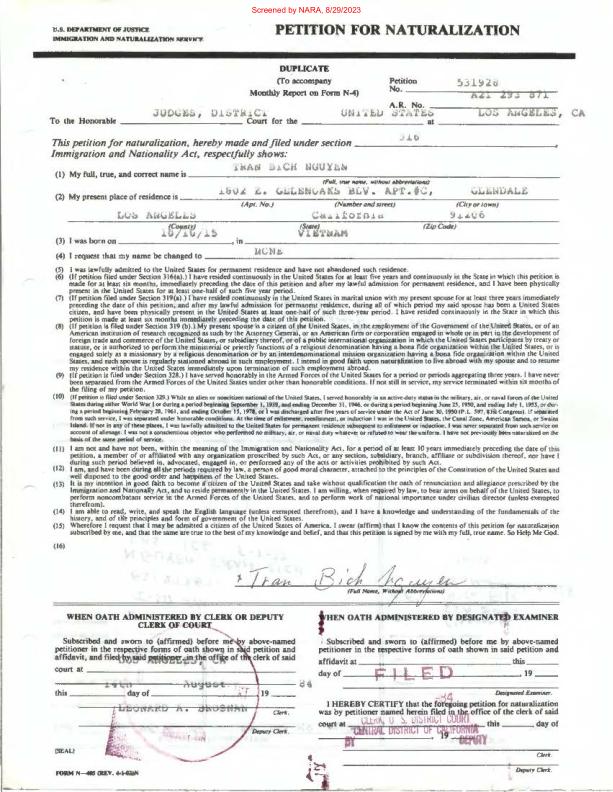 Screened by NARA, 8/29/2023
U.S. DEPARTMENT OF JUSTICE
IMMIGRATION AND NATURALIZATION SERVICE
PETITION FOR NATURALIZATION
DUPLICATE
(To accompany
Monthly Report on Form N-4)
Petition No. 531928
A.R. No. A21 293 871
To the Honorable JUDGES, DISTRICT Court for the UNITED STATES at LOS ANGELES, CA
This petition for naturalization, hereby made and filed under section 316,
Immigration and Nationality Act, respectfully shows:
(1) My full, true, and correct name is TRAN BICH NGUYEN
(Full, true name, without abbreviations)
(2) My present place of residence is 1602 E. GLENOAKS BLV. APT.#C, GLENDALE
(Apt. No.) (Number and street) (City or town)
LOS ANGELES California 91206
(County) (State) (Zip Code)
(3) I was born on 10/10/15, in VIETNAM
(4) I request that my name be changed to NONE
(5) I was lawfully admitted to the United States for permanent residence and have not abandoned such residence.
(6) (If petition filed under Section 316(a).) I have resided continuously in the United States for at least five years and continuously in the State in which this petition is
made for at least six months, immediately preceding the date of this petition and after my lawful admission for permanent residence, and I have been physically
present in the United States for at least one-half of such five year period.
(7) (If petition filed under Section 319(a).) I have resided continuously in the United States in marital union with my present spouse for at least three years immediately
preceding the date of this petition, and after my lawful admission for permanent residence, during all of which period my said spouse has been a United States
citizen, and have been physically present in the United States at least one-half of such three-year period. I have resided continuously in the State in which this
petition is made at least six months immediately preceding the date of this petition.
(8) (If petition filed under Section 319 (b).) My present spouse is a citizen of the United States, in the employment of the Government of the United States, or of an
American institution of research recognized as such by the Attorney General, or an American firm or corporation engaged in whole or in part in the development of
foreign trade and commerce of the United States, or subsidiary thereof, or of a public international organization in which the United States participates by treaty or
statute, or is authorized to perform the ministerial or priestly functions of a religious denomination having a bona fide organization within the United States, or is
engaged solely as a missionary by a religious denomination or by an interdenominational mission organization having a bona fide organization within the United
States, and such spouse is regularly stationed abroad in such employment. I intend in good faith upon naturalization to live abroad with my spouse and to resume
my residence within the United States immediately upon termination of such employment abroad.
(9) (If petition filed under Section 328.) I have served honorably in the Armed Forces of the United States for a period or periods aggregating three years. I have never
been separated from the Armed Forces of the United States under other than honorable conditions. If not still in service, my service terminated within six months of
the filing of my petition.
(10) (If petition filed under Section 329.) While an alien or noncitizen national of the United States, I served honorably in an active-duty status in the military, air, or naval forces of the United
States during either World War I or during a period beginning September 1, 1939, and ending December 31, 1946, or during a period beginning June 25, 1950, and ending July 1, 1955, or dur-
ing a period beginning February 28, 1961, and ending October 15, 1978, or was discharged after five years of service under the Act of June 30, 1950 (P.L. 597, 81st Congress). If separated
from such service, I was separated under honorable conditions. At the time of enlistment, reenlistment, or induction I was in the United States, the Canal Zone, American Samoa, or Swains
Island. If not in any of these places, I was lawfully admitted to the United States for permanent residence subsequent to enlistment or induction. I was never separated from such service on
account of alienage. I was not a conscientious objector who performed no military, air, or naval duty whatever or refused to wear the uniform. I have not previously been naturalized on the
basis of the same period of service.
(11) I am not and have not been, within the meaning of the Immigration and Nationality Act, for a period of at least 10 years immediately preceding the date of this
petition, a member of or affiliated with any organization proscribed by such Act, or any section, subsidiary, branch, affiliate or subdivision thereof, nor have I
during such period believed in, advocated, engaged in, or performed any of the acts or activities prohibited by such Act.
(12) I am, and have been during all the periods required by law, a person of good moral character, attached to the principles of the Constitution of the United States and
well disposed to the good order and happiness of the United States.
(13) It is my intention in good faith to become a citizen of the United States and take without qualification the oath of renunciation and allegiance prescribed by the
Immigration and Nationality Act, and to reside permanently in the United States. I am willing, when required by law, to bear arms on behalf of the United States, to
perform noncombatant service in the Armed Forces of the United States, and to perform work of national importance under civilian director (unless exempted
therefrom).
(14) I am able to read, write, and speak the English language (unless exempted therefrom), and I have a knowledge and understanding of the fundamentals of the
history, and of the principles and form of government of the United States.
(15) Wherefore I request that I may be admitted a citizen of the United States of America. I swear (affirm) that I know the contents of this petition for naturalization
subscribed by me, and that the same are true to the best of my knowledge and belief, and that this petition is signed by me with my full, true name. So Help Me God.
(16)
x Tran Bich Nguyen
(Full Name, Without Abbreviations)
WHEN OATH ADMINISTERED BY CLERK OR DEPUTY
CLERK OF COURT
Subscribed and sworn to (affirmed) before me by above-named
petitioner in the respective forms of oath shown in said petition and
affidavit, and filed by said petitioner, in the office of the clerk of said
court at LOS ANGELES, CA
this 14th day of August 19 84
LEONARD A. BROSNAN Clerk.
Deputy Clerk.
[SEAL]
FORM N-405 (REV. 4-1-83)N
WHEN OATH ADMINISTERED BY DESIGNATED EXAMINER
Subscribed and sworn to (affirmed) before me by above-named
petitioner in the respective forms of oath shown in said petition and
affidavit at this
day of , 19
FILED
Designated Examiner.
I HEREBY CERTIFY that the foregoing petition for naturalization
was by petitioner named herein filed in the office of the clerk of said
court at this day of
, 19
CLERK, U. S. DISTRICT COURT
CENTRAL DISTRICT OF CALIFORNIA
BY DEPUTY
Clerk.
Deputy Clerk.